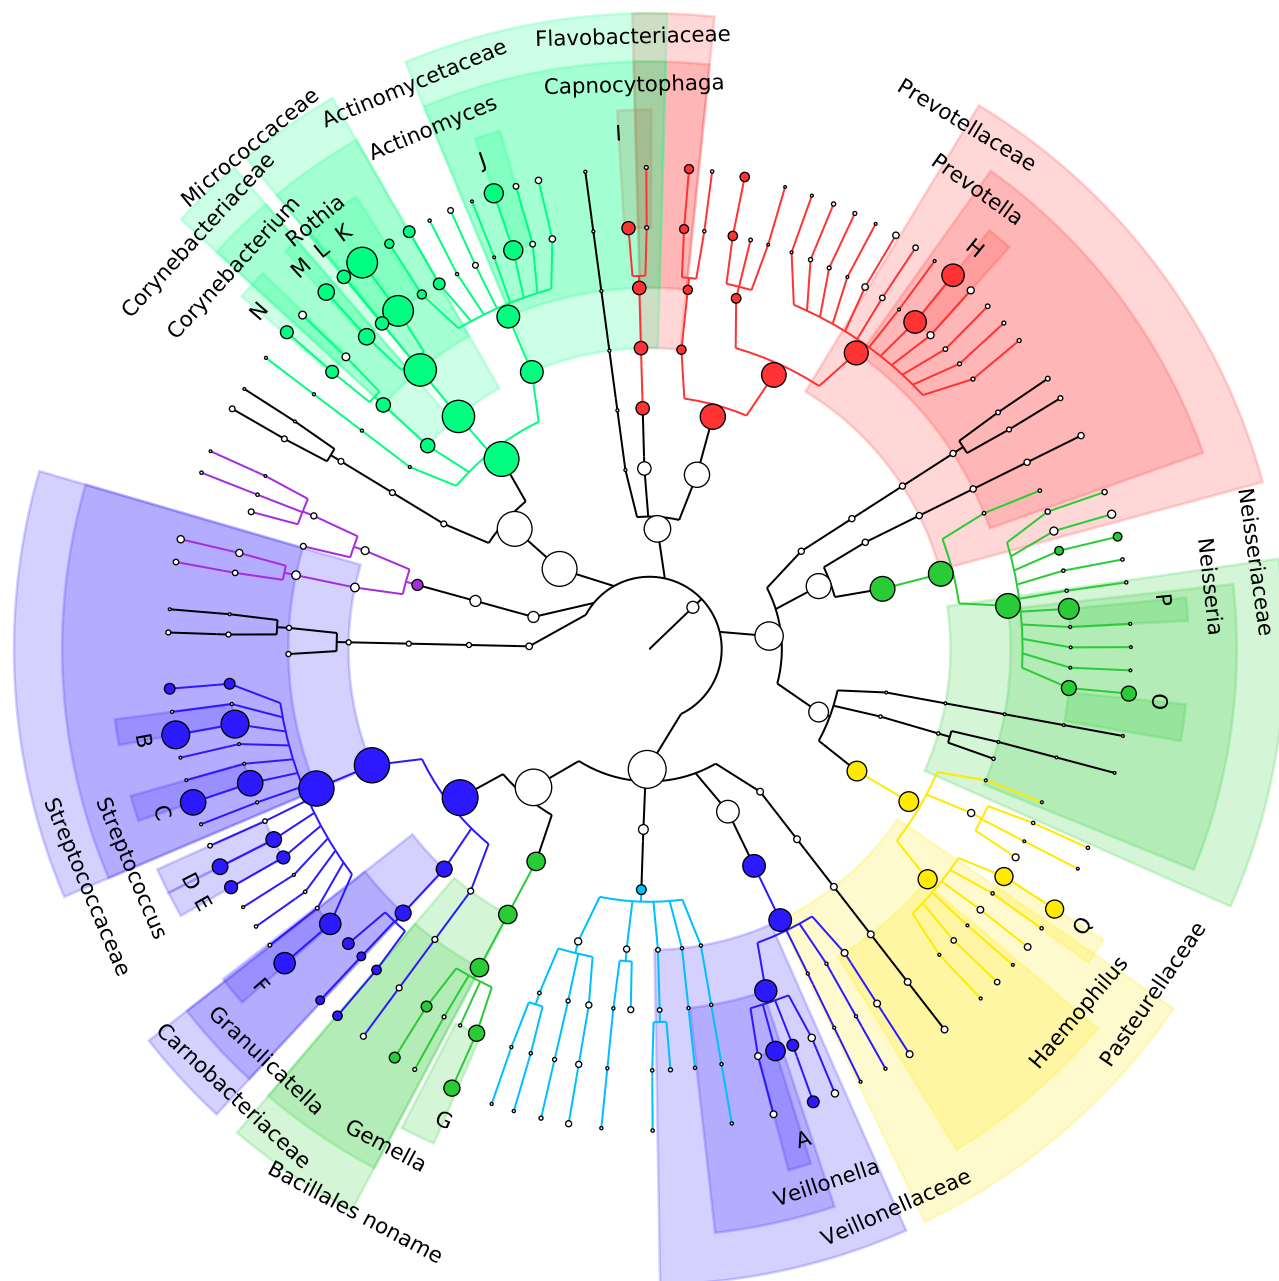 Flavobacteriaceae
Capnocytophaga
I
Actinomycetaceae
Actinomyces
J
Micrococcaceae
Corynebacteriaceae
Corynebacterium
Rothia
K
L
M
N
Prevotellaceae
Prevotella
H
Neisseriaceae
Neisseria
P
O
B
C
D
E
Streptococcus
Streptococcaceae
F
Granulicatella
Carnobacteriaceae
Gemella
Bacillales noname
G
A
Veillonella
Veillonellaceae
Q
Haemophilus
Pasteurellaceae